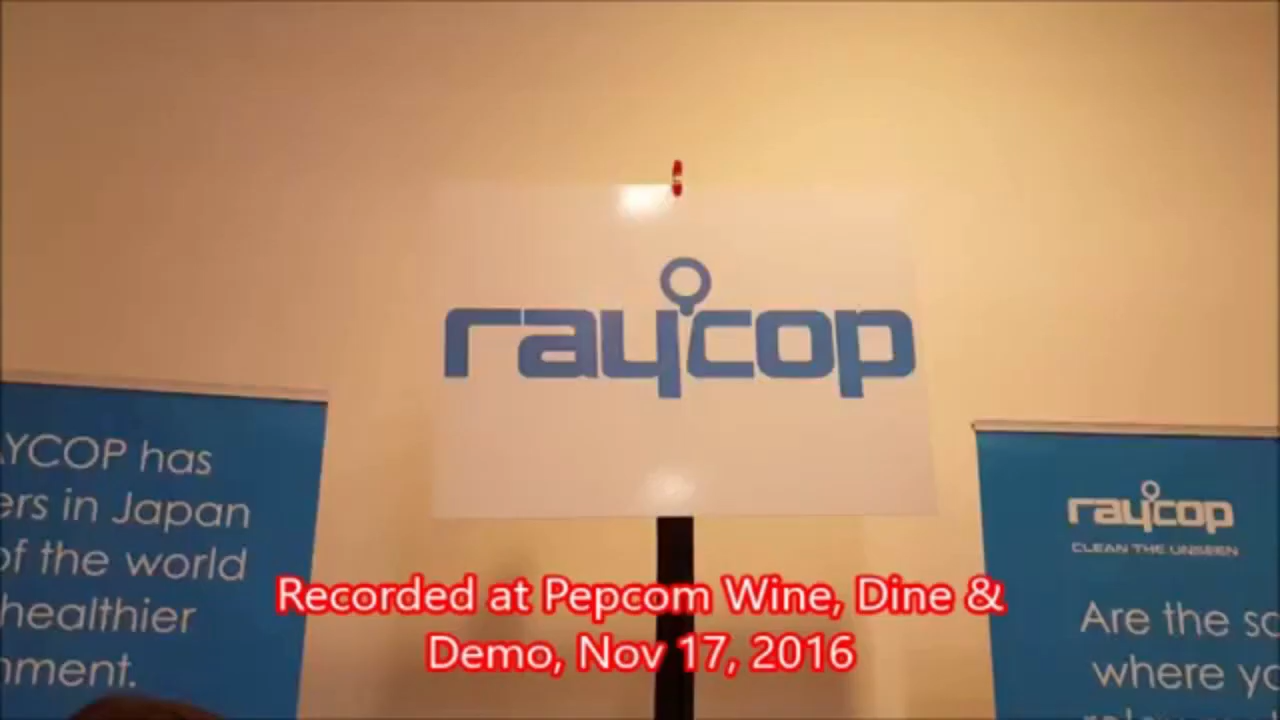 raycop
YCOP has
ers in Japan
of the world
healthier
nment.
raycop
CLEAN THE UNSEEN
Are the
where
Recorded at Pepcom Wine, Dine &
Demo, Nov 17, 2016